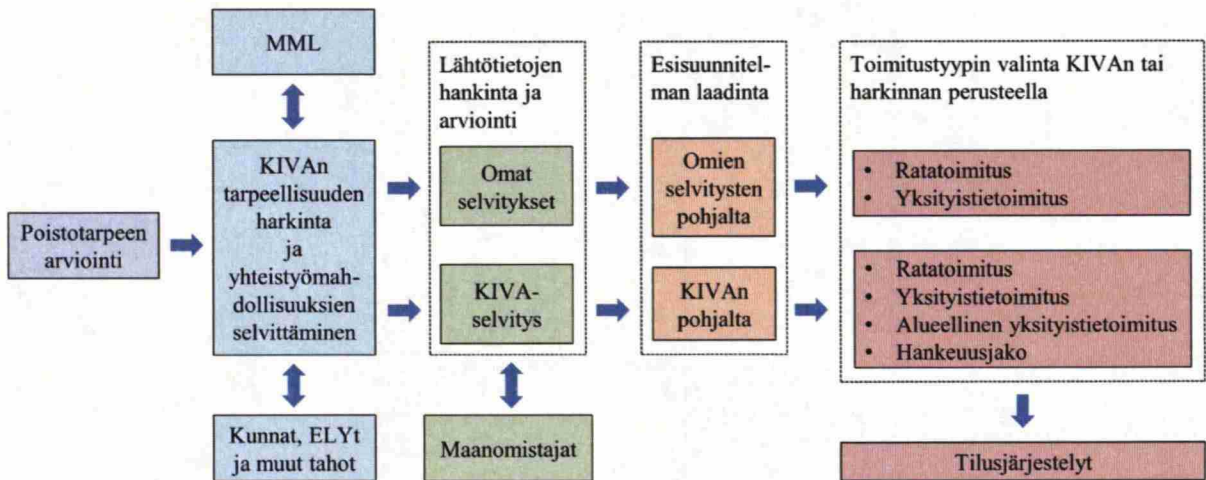 MML
Lähtötietojen
hankinta ja
arviointi
Esisuunnitel-
man laadinta
Toimitustyypin valinta KIVAn tai
harkinnan perusteella
Poistotarpeen
arviointi
KIVAn
tarpeellisuuden
harkinta
ja
yhteistyömah-
dollisuuksien
selvittäminen
Omat
selvitykset
Omien
selvitysten
pohjalta
• Ratatoimitus
• Yksityistietoimitus
KIVA-
selvitys
KIVAn
pohjalta
• Ratatoimitus
• Yksityistietoimitus
• Alueellinen yksityistietoimitus
• Hankeuusjako
Kunnat, ELYt
ja muut tahot
Maanomistajat
Tilusjärjestelyt